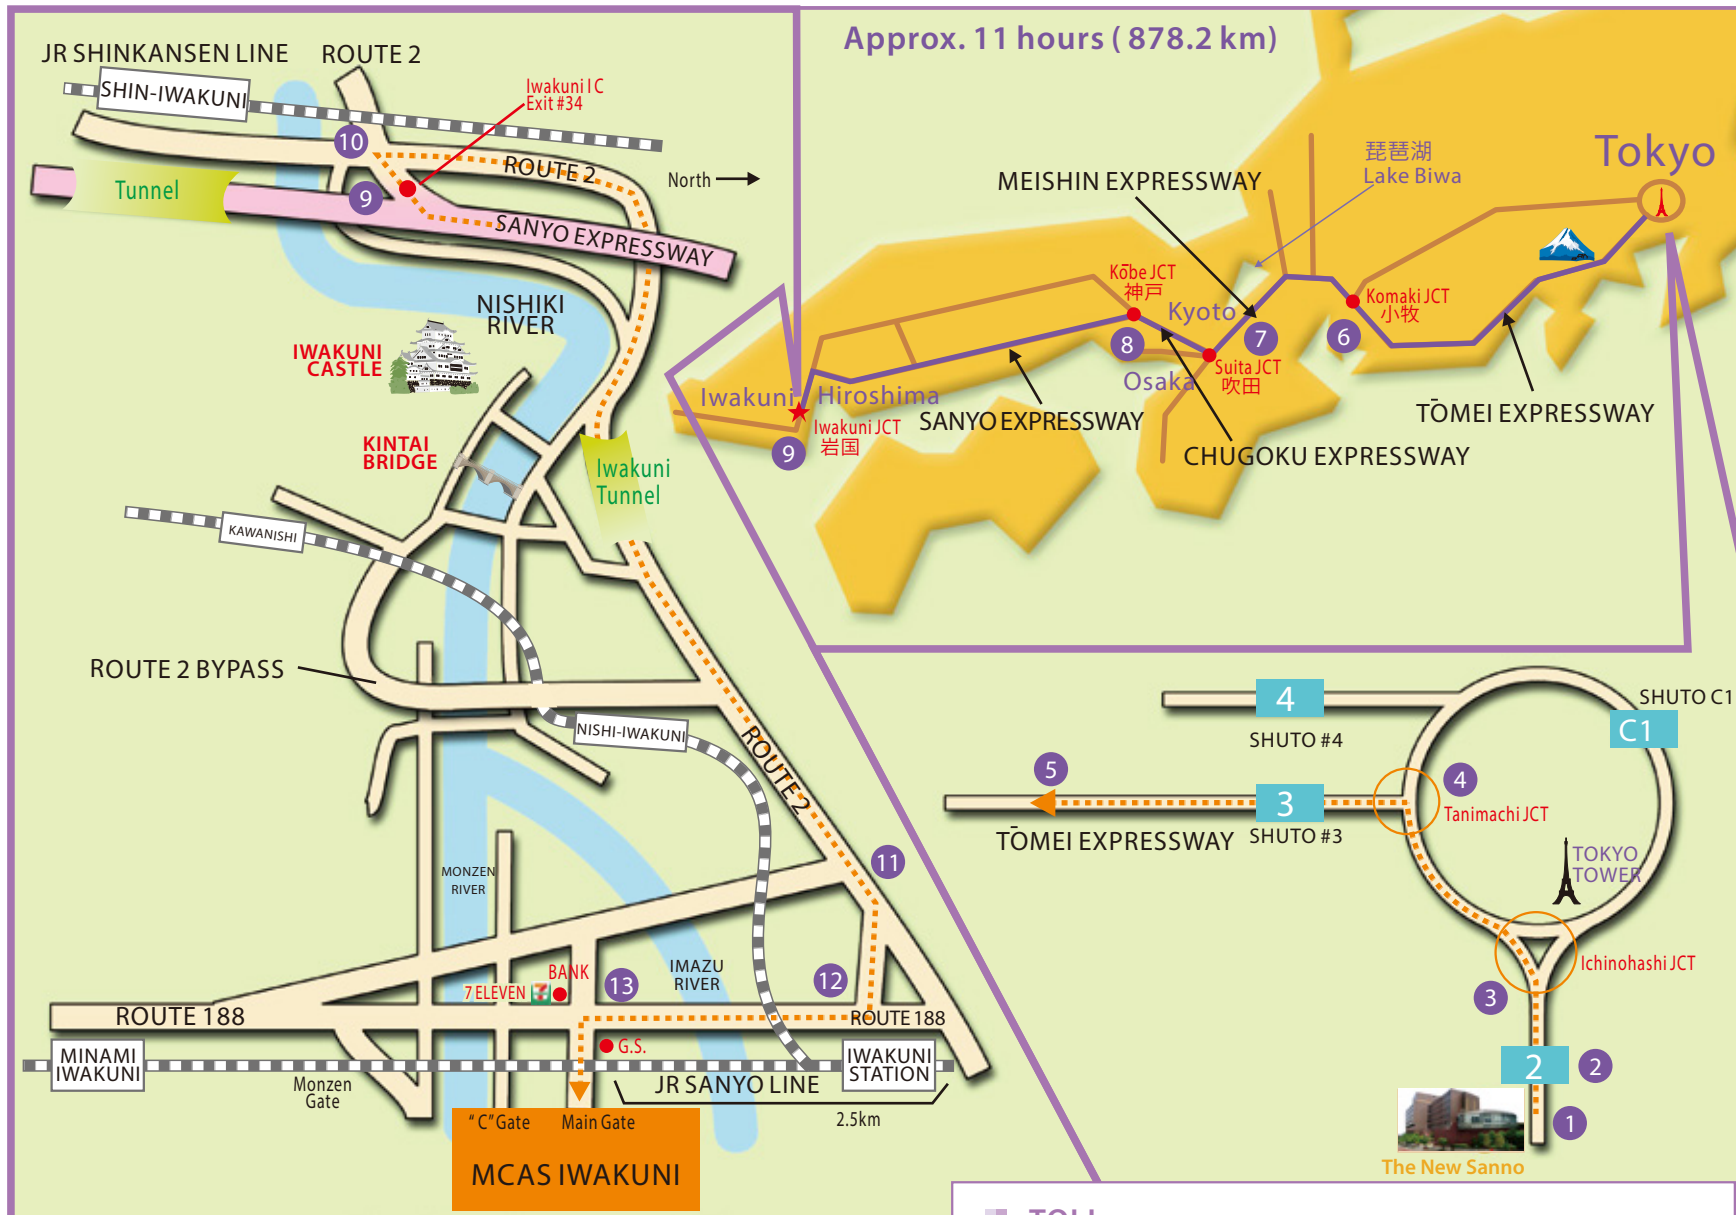 JR SHINKANSEN LINE
ROUTE 2
SHIN-IWAKUNI
Iwakuni I C
Exit #34
10
ROUTE 2
North
Tunnel
9
SANYO EXPRESSWAY
NISHIKI
RIVER
IWAKUNI
CASTLE
KINTAI
BRIDGE
Iwakuni
Tunnel
KAWANISHI
ROUTE 2 BYPASS
NISHI-IWAKUNI
ROUTE 2
11
MONZEN
RIVER
BANK
7 ELEVEN
13
IMAZU
RIVER
12
ROUTE 188
ROUTE 188
G.S.
MINAMI
IWAKUNI
Monzen
Gate
JR SANYO LINE
IWAKUNI
STATION
2.5km
"C" Gate
Main Gate
MCAS IWAKUNI
Approx. 11 hours ( 878.2 km)
琵琶湖
Lake Biwa
Tokyo
MEISHIN EXPRESSWAY
Kōbe JCT
神戸
Kyoto
7
8
Komaki JCT
小牧
6
Suita JCT
吹田
Osaka
Iwakuni
Hiroshima
Iwakuni JCT
岩国
9
SANYO EXPRESSWAY
TŌMEI EXPRESSWAY
CHUGOKU EXPRESSWAY
4
SHUTO #4
SHUTO C1
C1
5
3
4
Tanimachi JCT
TŌMEI EXPRESSWAY
SHUTO #3
TOKYO
TOWER
Ichinohashi JCT
3
2
2
1
The New Sanno
TOLL